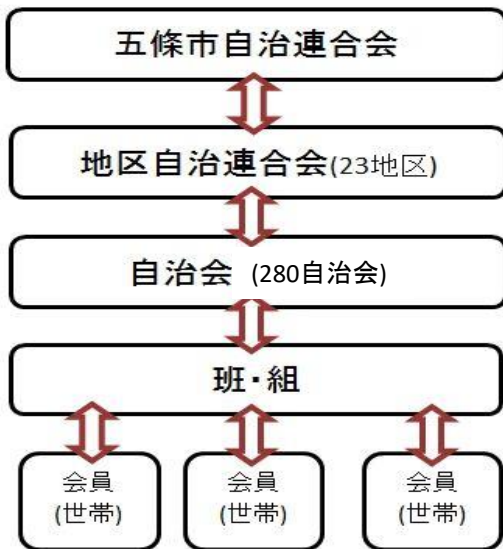 五條市自治連合会
地区自治連合会(23地区)
自治会 (280自治会)
班・組
会員
(世帯)
会員
(世帯)
会員
(世帯)